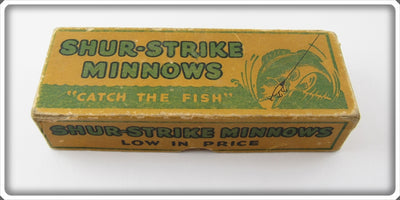 SHUR-STRIKE
MINNOWS
"CATCH THE FISH"
SHUR-STRIKE MINNOWS
LOW IN PRICE